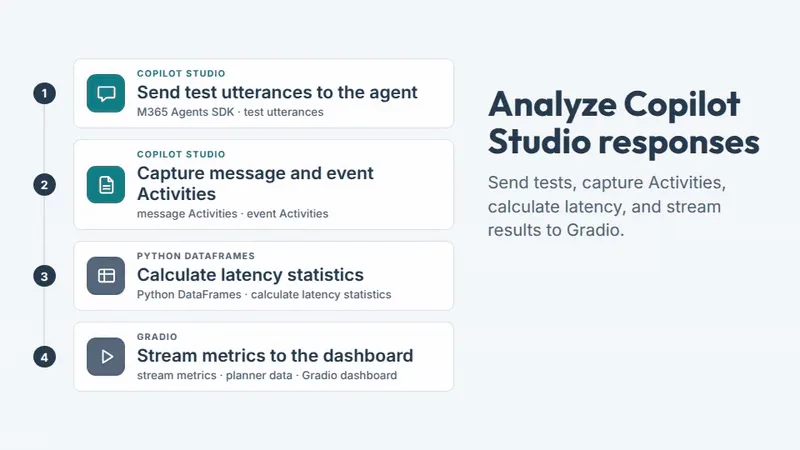 1
COPILOT STUDIO
Send test utterances to the agent
M365 Agents SDK · test utterances
2
COPILOT STUDIO
Capture message and event
Activities
message Activities · event Activities
3
PYTHON DATAFRAMES
Calculate latency statistics
Python DataFrames · calculate latency statistics
4
GRADIO
Stream metrics to the dashboard
stream metrics · planner data · Gradio dashboard
Analyze Copilot
Studio responses
Send tests, capture Activities,
calculate latency, and stream
results to Gradio.